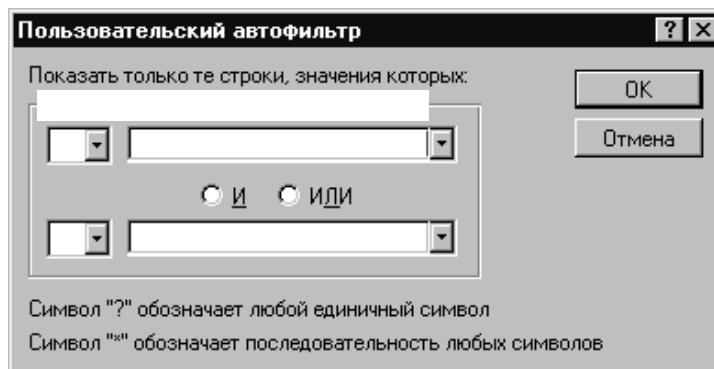 Пользовательский автофильтр
Показать только те строки, значения которых:
OK
Отмена
И ИЛИ
Символ "?" обозначает любой единичный символ
Символ "*" обозначает последовательность любых символов